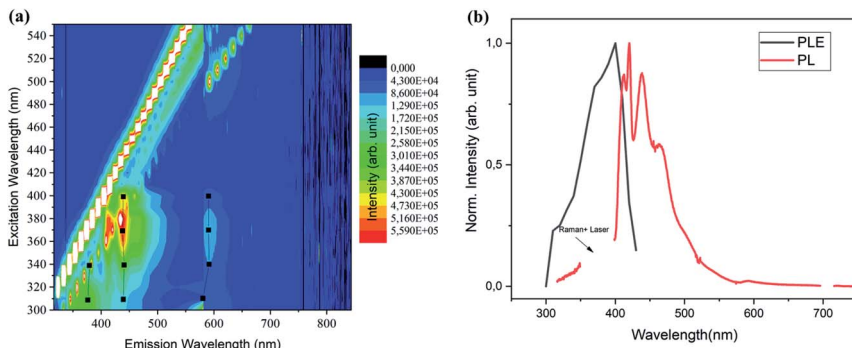 (a)
540
520
500
480
460
440
420
400
380
360
340
320
300
Excitation Wavelength (nm)
400
500
600
700
800
Emission Wavelength (nm)
Intensity (arb. unit)
0,000
4,300E+04
8,600E+04
1,290E+05
1,720E+05
2,150E+05
2,580E+05
3,010E+05
3,440E+05
3,870E+05
4,300E+05
4,730E+05
5,160E+05
5,590E+05
(b)
1,0
0,5
0,0
Norm. Intensity (arb. unit)
PLE
PL
Raman+ Laser
300
400
500
600
700
Wavelength(nm)